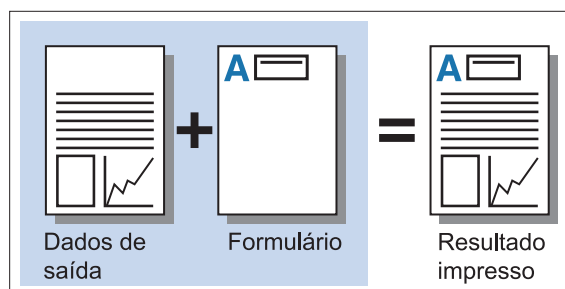 A
A
+
=
Dados de
saída
Formulário
Resultado
impresso